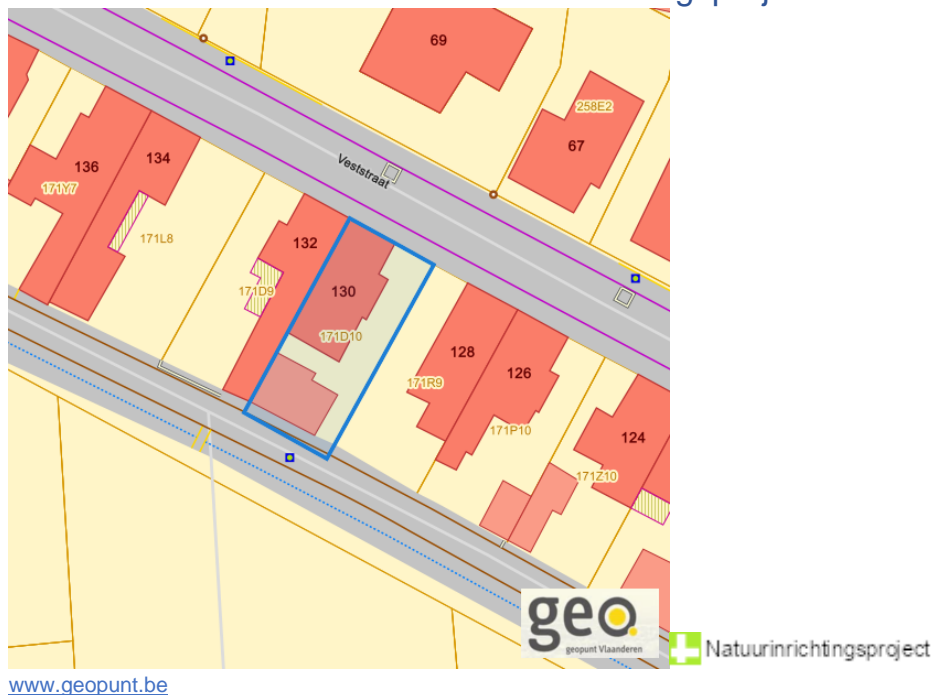 69
258E2
67
136
134
Veststraat
171Y7
171L8
132
171D9
130
171D10
128
126
171R9
171P10
124
171Z10
geo
geopunt Vlaanderen
Natuurinrichtingsproject
www.geopunt.be